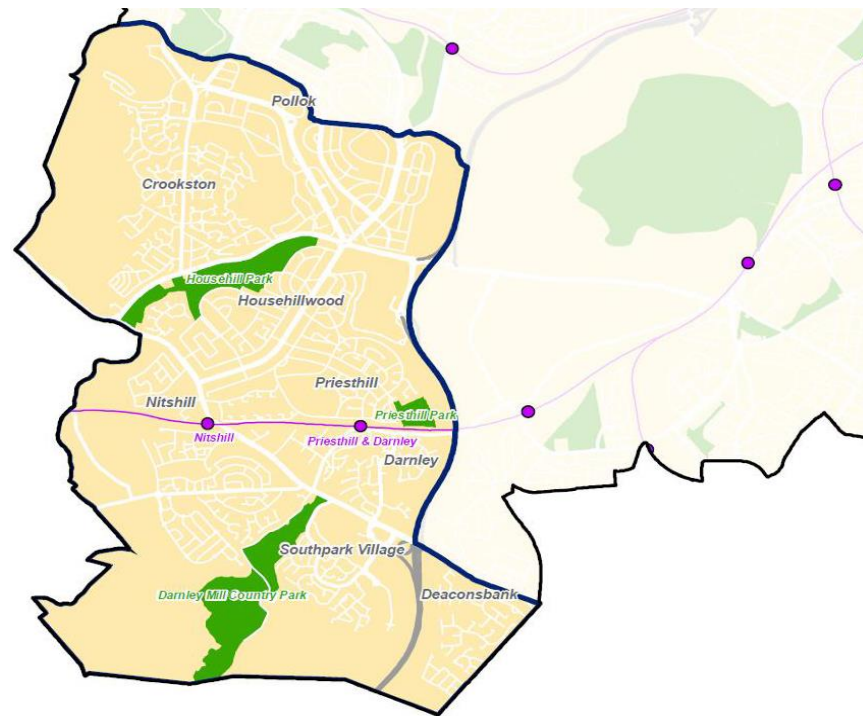 Pollok
Crookston
Househill Park
Househillwood
Priesthill
Nitshill
Priesthill Park
Nitshill
Priesthill & Darnley
Darnley
Southpark Village
Darnley Mill Country Park
Deaconsbank